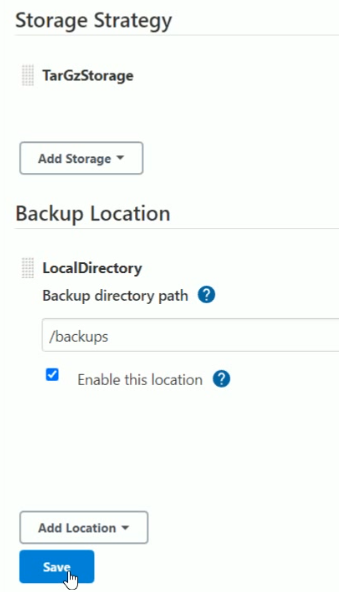 Storage Strategy
TarGzStorage
Add Storage
Backup Location
LocalDirectory
Backup directory path ?
/backups
Enable this location ?
Add Location
Save